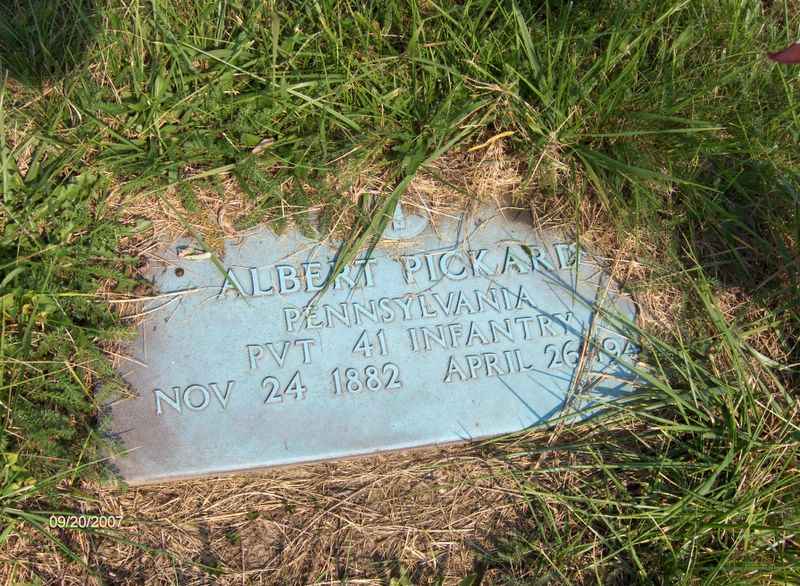 ALBERT PICKARD
PENNSYLVANIA
PVT 41 INFANTRY
NOV 24 1882 APRIL 26
09/20/2007